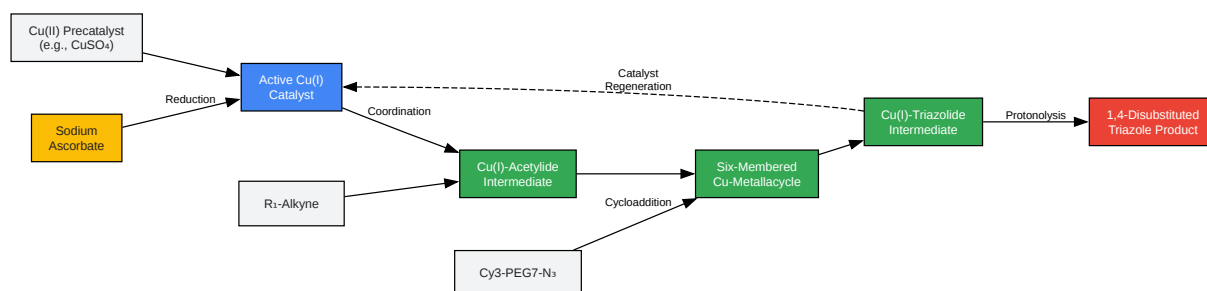 Cu(II) Precatalyst
(e.g., CuSO₄)
Reduction
Sodium
Ascorbate
Active Cu(I)
Catalyst
Coordination
R₁-Alkyne
Cu(I)-Acetylide
Intermediate
Cy3-PEG7-N₃
Cycloaddition
Six-Membered
Cu-Metallacycle
Catalyst
Regeneration
Cu(I)-Triazolide
Intermediate
Protonolysis
1,4-Disubstituted
Triazole Product